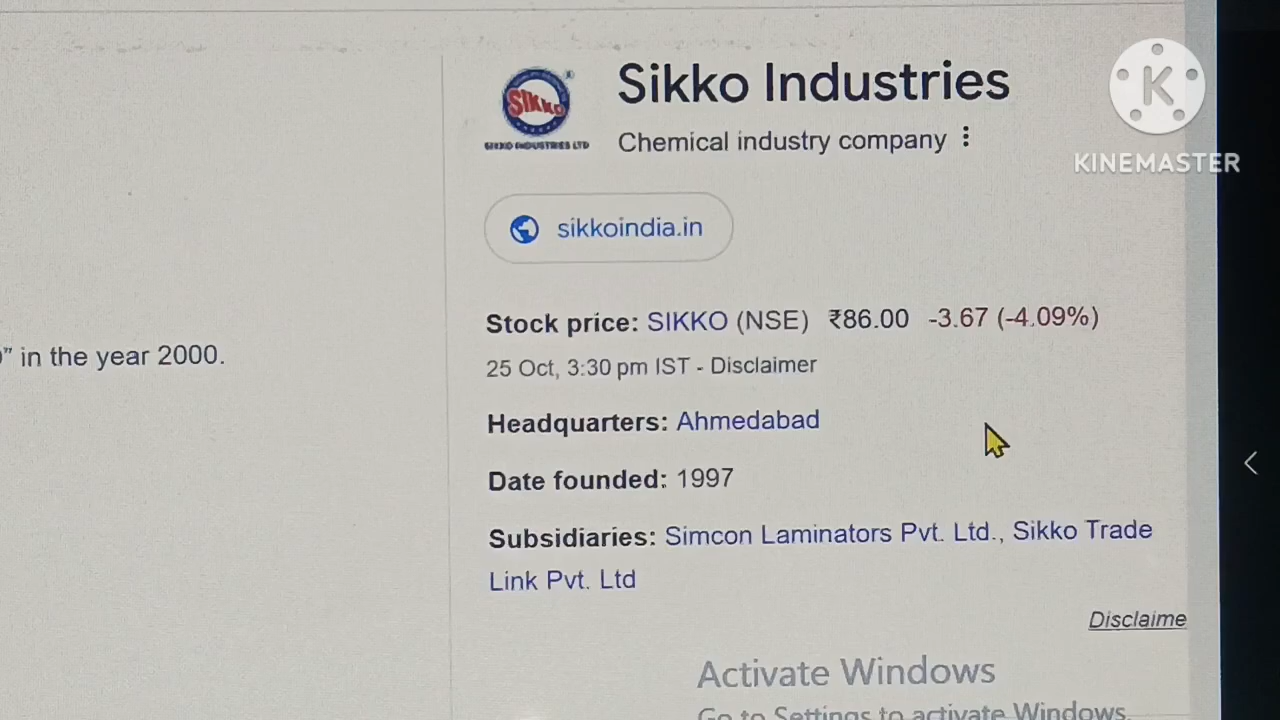 Sikko Industries
SIKKO
SIKKO INDUSTRIES LTD
Chemical industry company
KINEMASTER
sikkoindia.in
Stock price: SIKKO (NSE) ₹86.00 -3.67 (-4.09%)
" in the year 2000.
25 Oct, 3:30 pm IST - Disclaimer
Headquarters: Ahmedabad
Date founded: 1997
Subsidiaries: Simcon Laminators Pvt. Ltd., Sikko Trade
Link Pvt. Ltd
Disclaime
Activate Windows
Go to Settings to activate Windows